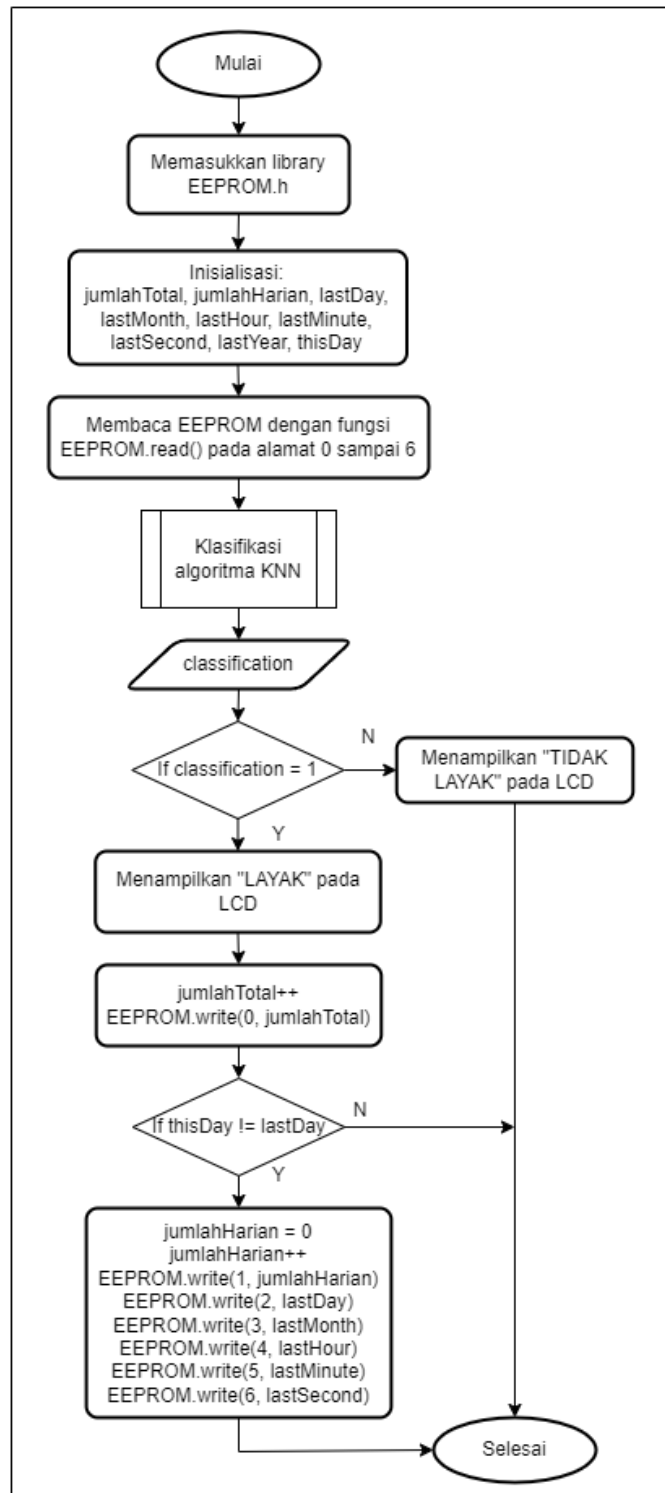 Mulai
Memasukkan library
EEPROM.h
Inisialisasi:
jumlahTotal, jumlahHarian, lastDay,
lastMonth, lastHour, lastMinute,
lastSecond, lastYear, thisDay
Membaca EEPROM dengan fungsi
EEPROM.read() pada alamat 0 sampai 6
Klasifikasi
algoritma KNN
classification
If classification = 1
N
Menampilkan "TIDAK
LAYAK" pada LCD
Y
Menampilkan "LAYAK" pada
LCD
jumlahTotal++
EEPROM.write(0, jumlahTotal)
If thisDay != lastDay
N
Y
jumlahHarian = 0
jumlahHarian++
EEPROM.write(1, jumlahHarian)
EEPROM.write(2, lastDay)
EEPROM.write(3, lastMonth)
EEPROM.write(4, lastHour)
EEPROM.write(5, lastMinute)
EEPROM.write(6, lastSecond)
Selesai